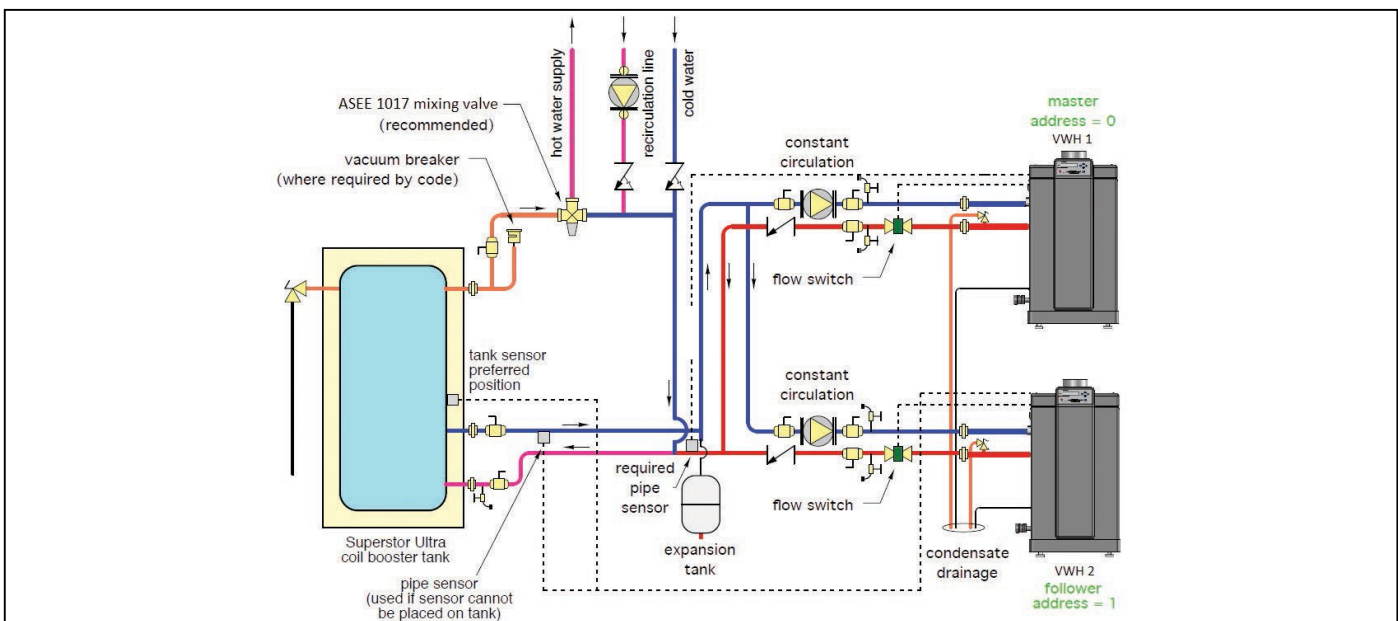 hot water supply
recirculation line
cold water
ASEE 1017 mixing valve
(recommended)
vacuum breaker
(where required by code)
constant
circulation
master
address = 0
VWH 1
flow switch
tank sensor
preferred
position
constant
circulation
required
pipe
sensor
flow switch
expansion
tank
condensate
drainage
Superstor Ultra
coil booster tank
pipe sensor
(used if sensor cannot
be placed on tank)
VWH 2
follower
address = 1